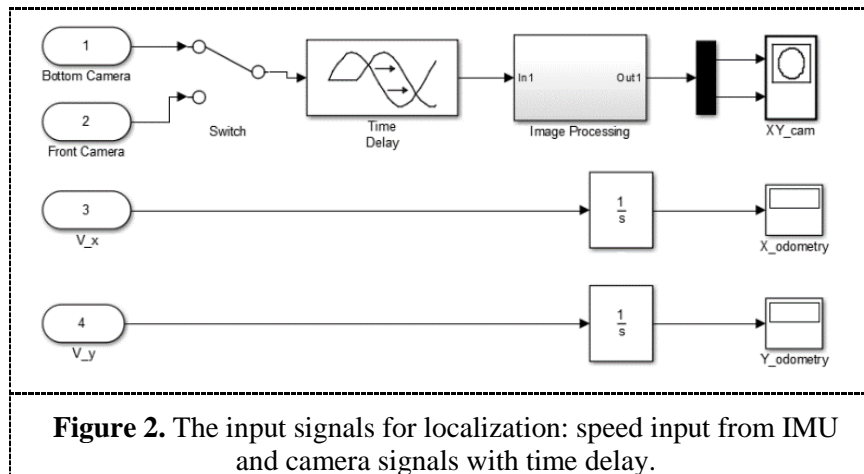 1
Bottom Camera
2
Front Camera
Switch
Time
Delay
In1
Out1
Image Processing
XY_cam
3
V_x
1
s
X_odometry
4
V_y
1
s
Y_odometry
Figure 2. The input signals for localization: speed input from IMU
and camera signals with time delay.